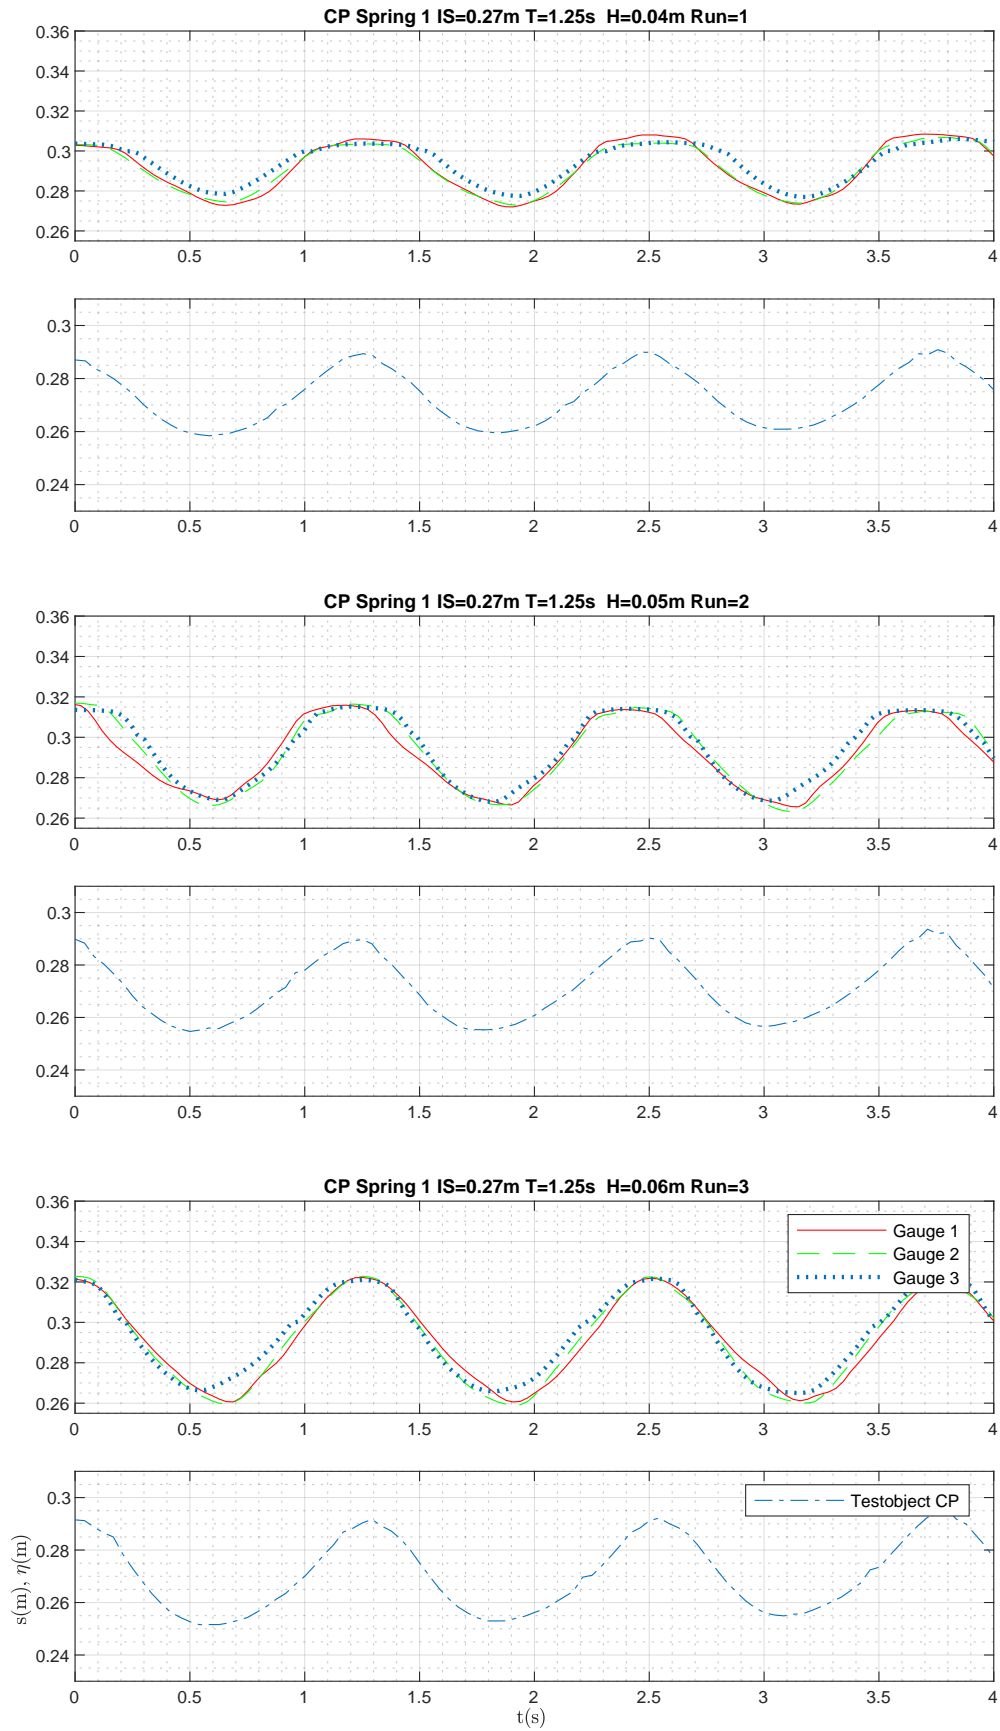 CP Spring 1 IS=0.27m T=1.25s  H=0.04m Run=1
0.36
0.34
0.32
0.3
0.28
0.26
0 0.5 1 1.5 2 2.5 3 3.5 4
0.3
0.28
0.26
0.24
0 0.5 1 1.5 2 2.5 3 3.5 4
CP Spring 1 IS=0.27m T=1.25s  H=0.05m Run=2
0.36
0.34
0.32
0.3
0.28
0.26
0 0.5 1 1.5 2 2.5 3 3.5 4
0.3
0.28
0.26
0.24
0 0.5 1 1.5 2 2.5 3 3.5 4
CP Spring 1 IS=0.27m T=1.25s  H=0.06m Run=3
0.36
0.34
0.32
0.3
0.28
0.26
Gauge 1
Gauge 2
Gauge 3
0 0.5 1 1.5 2 2.5 3 3.5 4
0.3
0.28
0.26
0.24
Testobject CP
s(m), η(m)
0 0.5 1 1.5 2 2.5 3 3.5 4
t(s)